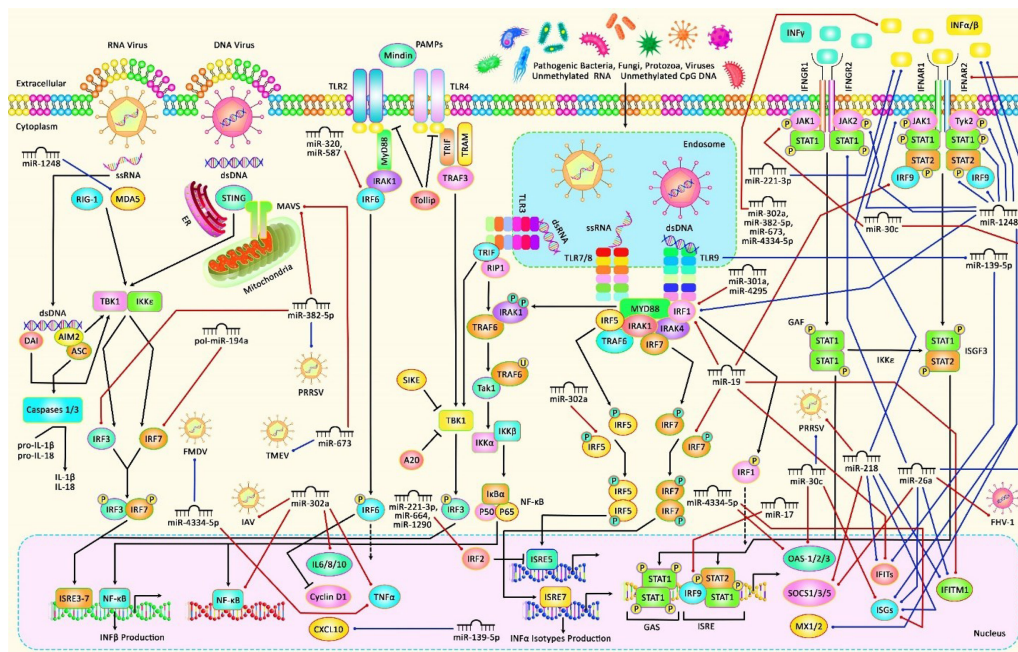 RNA Virus
DNA Virus
Mindin
PAMPs
TLR2
TLR4
Pathogenic Bacteria, Fungi, Protozoa, Viruses
Unmethylated RNA
Unmethylated CpG DNA
INFγ
INFα/β
IFNGR1
IFNGR2
IFNAR1
IFNAR2
Extracellular
Cytoplasm
miR-1248
ssRNA
RIG-1
MDA5
dsDNA
STING
ER
MAVS
Mitochondria
miR-320,
miR-587
MyD88
IRAK1
IRF6
TRIF
TRAM
TRAF3
Tollip
Endosome
TLR3
dsRNA
ssRNA
dsDNA
TLR7/8
TLR9
TRIF
RIP1
P
JAK1
JAK2
P
P
STAT1
STAT1
P
P
P
JAK1
Tyk2
P
P
STAT1
STAT1
P
STAT2
STAT2
IRF9
IRF9
miR-221-3p
miR-302a,
miR-382-5p,
miR-673,
miR-4334-5p
miR-30c
miR-1248
miR-139-5p
miR-301a,
miR-4295
TBK1
IKKε
dsDNA
DAI
AIM2
ASC
miR-382-5p
pol-miR-194a
PRRSV
TRAF6
P
P
IRAK1
MYD88
IRF1
IRF5
IRAK1
IRAK4
TRAF6
IRF7
Tak1
TRAF6
U
SIKE
TBK1
A20
IKKα
IKKβ
miR-302a
P
IRF5
P
IRF5
P
IRF7
P
IRF7
miR-19
GAF
P
STAT1
STAT1
P
IKKε
P
STAT1
STAT2
P
ISGF3
Caspases 1/3
pro-IL-1β
pro-IL-18
IL-1β
IL-18
IRF3
IRF7
FMDV
TMEV
miR-673
PRRSV
P
IRF1
P
P
IRF3
IRF7
miR-4334-5p
IAV
miR-302a
P
IRF6
miR-221-3p,
miR-664,
miR-1290
P
IRF3
IκBα
P50
P65
NF-κB
P
IRF5
IRF5
P
P
IRF7
IRF7
P
miR-4334-5p
miR-30c
miR-17
miR-218
miR-26a
FHV-1
ISRE3-7
NF-κB
INFβ Production
NF-κB
IL6/8/10
Cyclin D1
TNFα
CXCL10
miR-139-5p
IRF2
ISRE5
ISRE7
INFα Isotypes Production
P
STAT1
STAT1
P
GAS
P
IRF9
STAT2
STAT1
P
P
ISRE
OAS-1/2/3
SOCS1/3/5
MX1/2
IFITs
ISGs
IFITM1
Nucleus